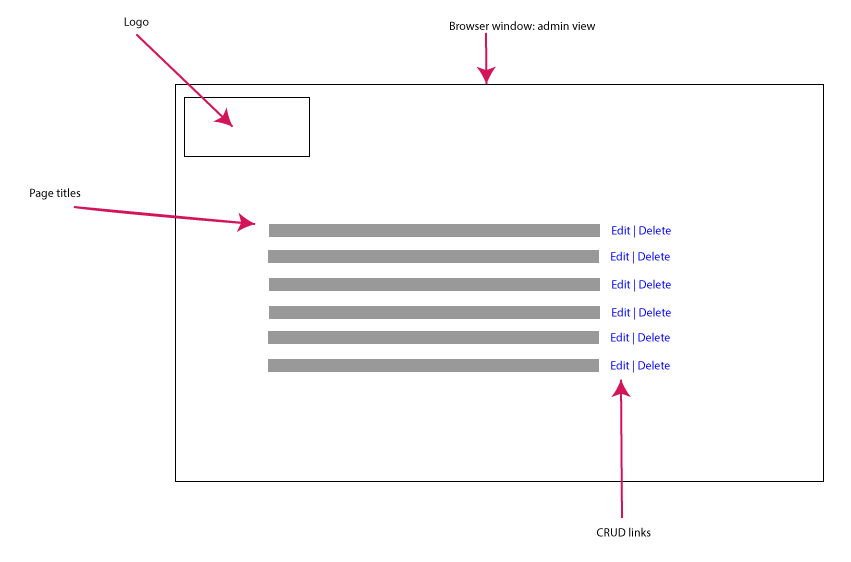 Logo
Browser window: admin view
Page titles
Edit | Delete
Edit | Delete
Edit | Delete
Edit | Delete
Edit | Delete
Edit | Delete
CRUD links